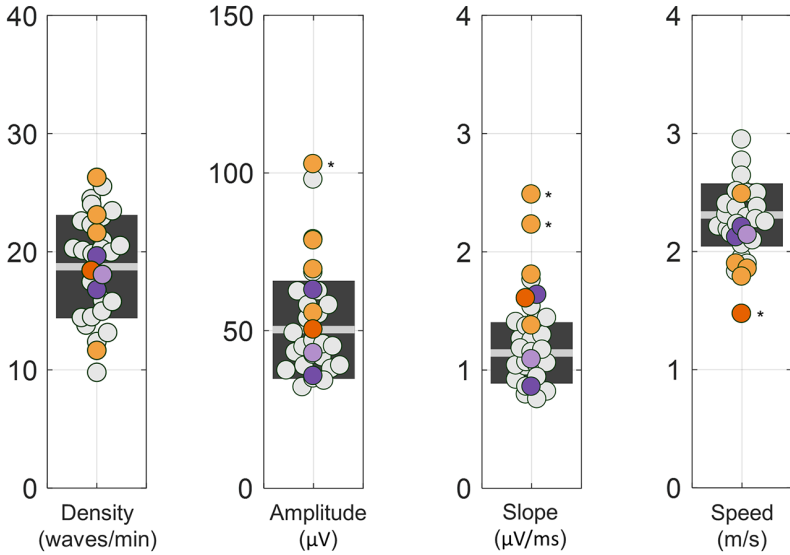 40
30
20
10
0
Density
(waves/min)
150
100
50
0
*
Amplitude
(μV)
4
3
2
1
0
*
*
Slope
(μV/ms)
4
3
2
1
0
*
Speed
(m/s)